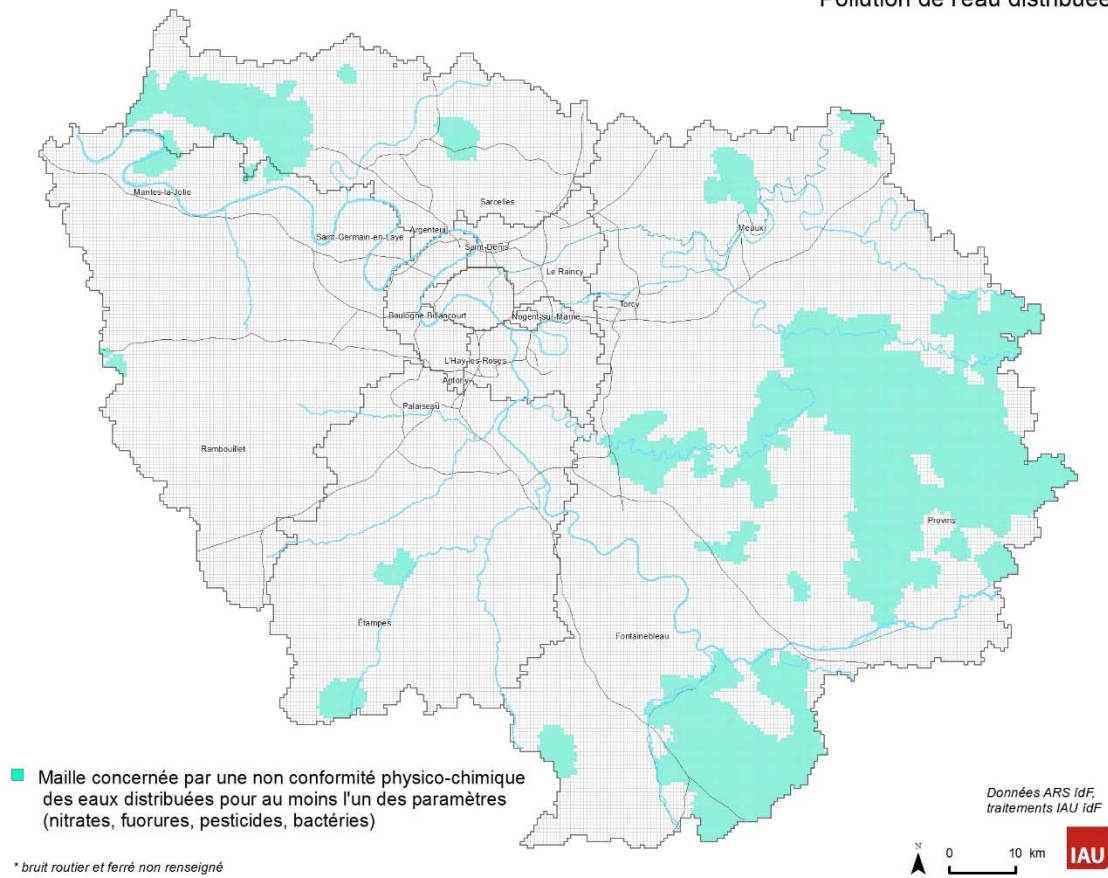 Pollution de l'eau distribuée
Mantes-la-Jolie
Sarcelles
Saint-Germain-en-Laye
Argenteuil
Saint-Denis
Meaux
Le Raincy
Torcy
Boulogne-Billancourt
Nogent-sur-Marne
L'Hay-les-Roses
Antony
Palaiseau
Rambouillet
Provins
Étampes
Fontainebleau
Maille concernée par une non conformité physico-chimique
des eaux distribuées pour au moins l'un des paramètres
(nitrates, fuorures, pesticides, bactéries)
* bruit routier et ferré non renseigné
Données ARS îdF,
traitements IAU îdF
N
0 10 km
IAU